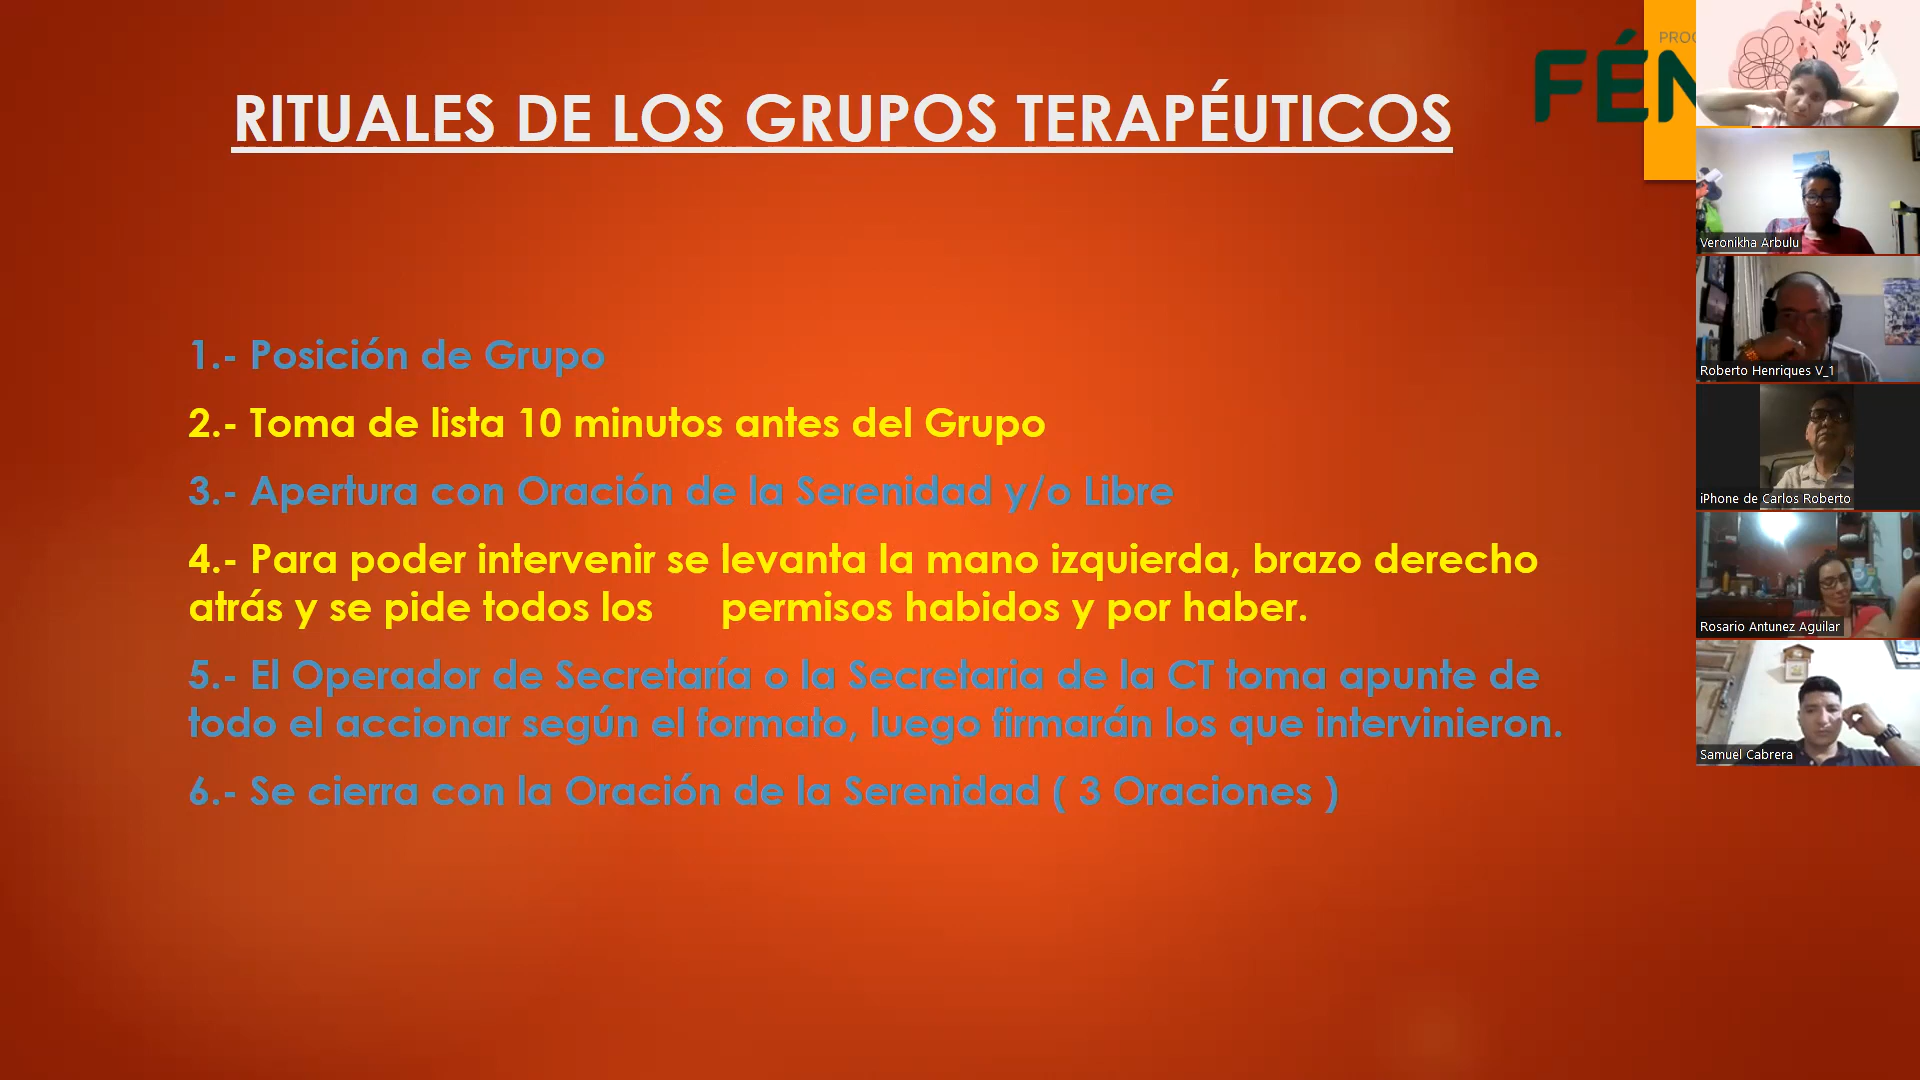 RITUALES DE LOS GRUPOS TERAPÉUTICOS
1.- Posición de Grupo
2.- Toma de lista 10 minutos antes del Grupo
3.- Apertura con Oración de la Serenidad y/o Libre
4.- Para poder intervenir se levanta la mano izquierda, brazo derecho
atrás y se pide todos los permisos habidos y por haber.
5.- El Operador de Secretaría o la Secretaria de la CT toma apunte de
todo el accionar según el formato, luego firmarán los que intervinieron.
6.- Se cierra con la Oración de la Serenidad ( 3 Oraciones )
Veronikha Arbulu
Roberto Henriques V_1
iPhone de Carlos Roberto
Rosario Antunez Aguilar
Samuel Cabrera